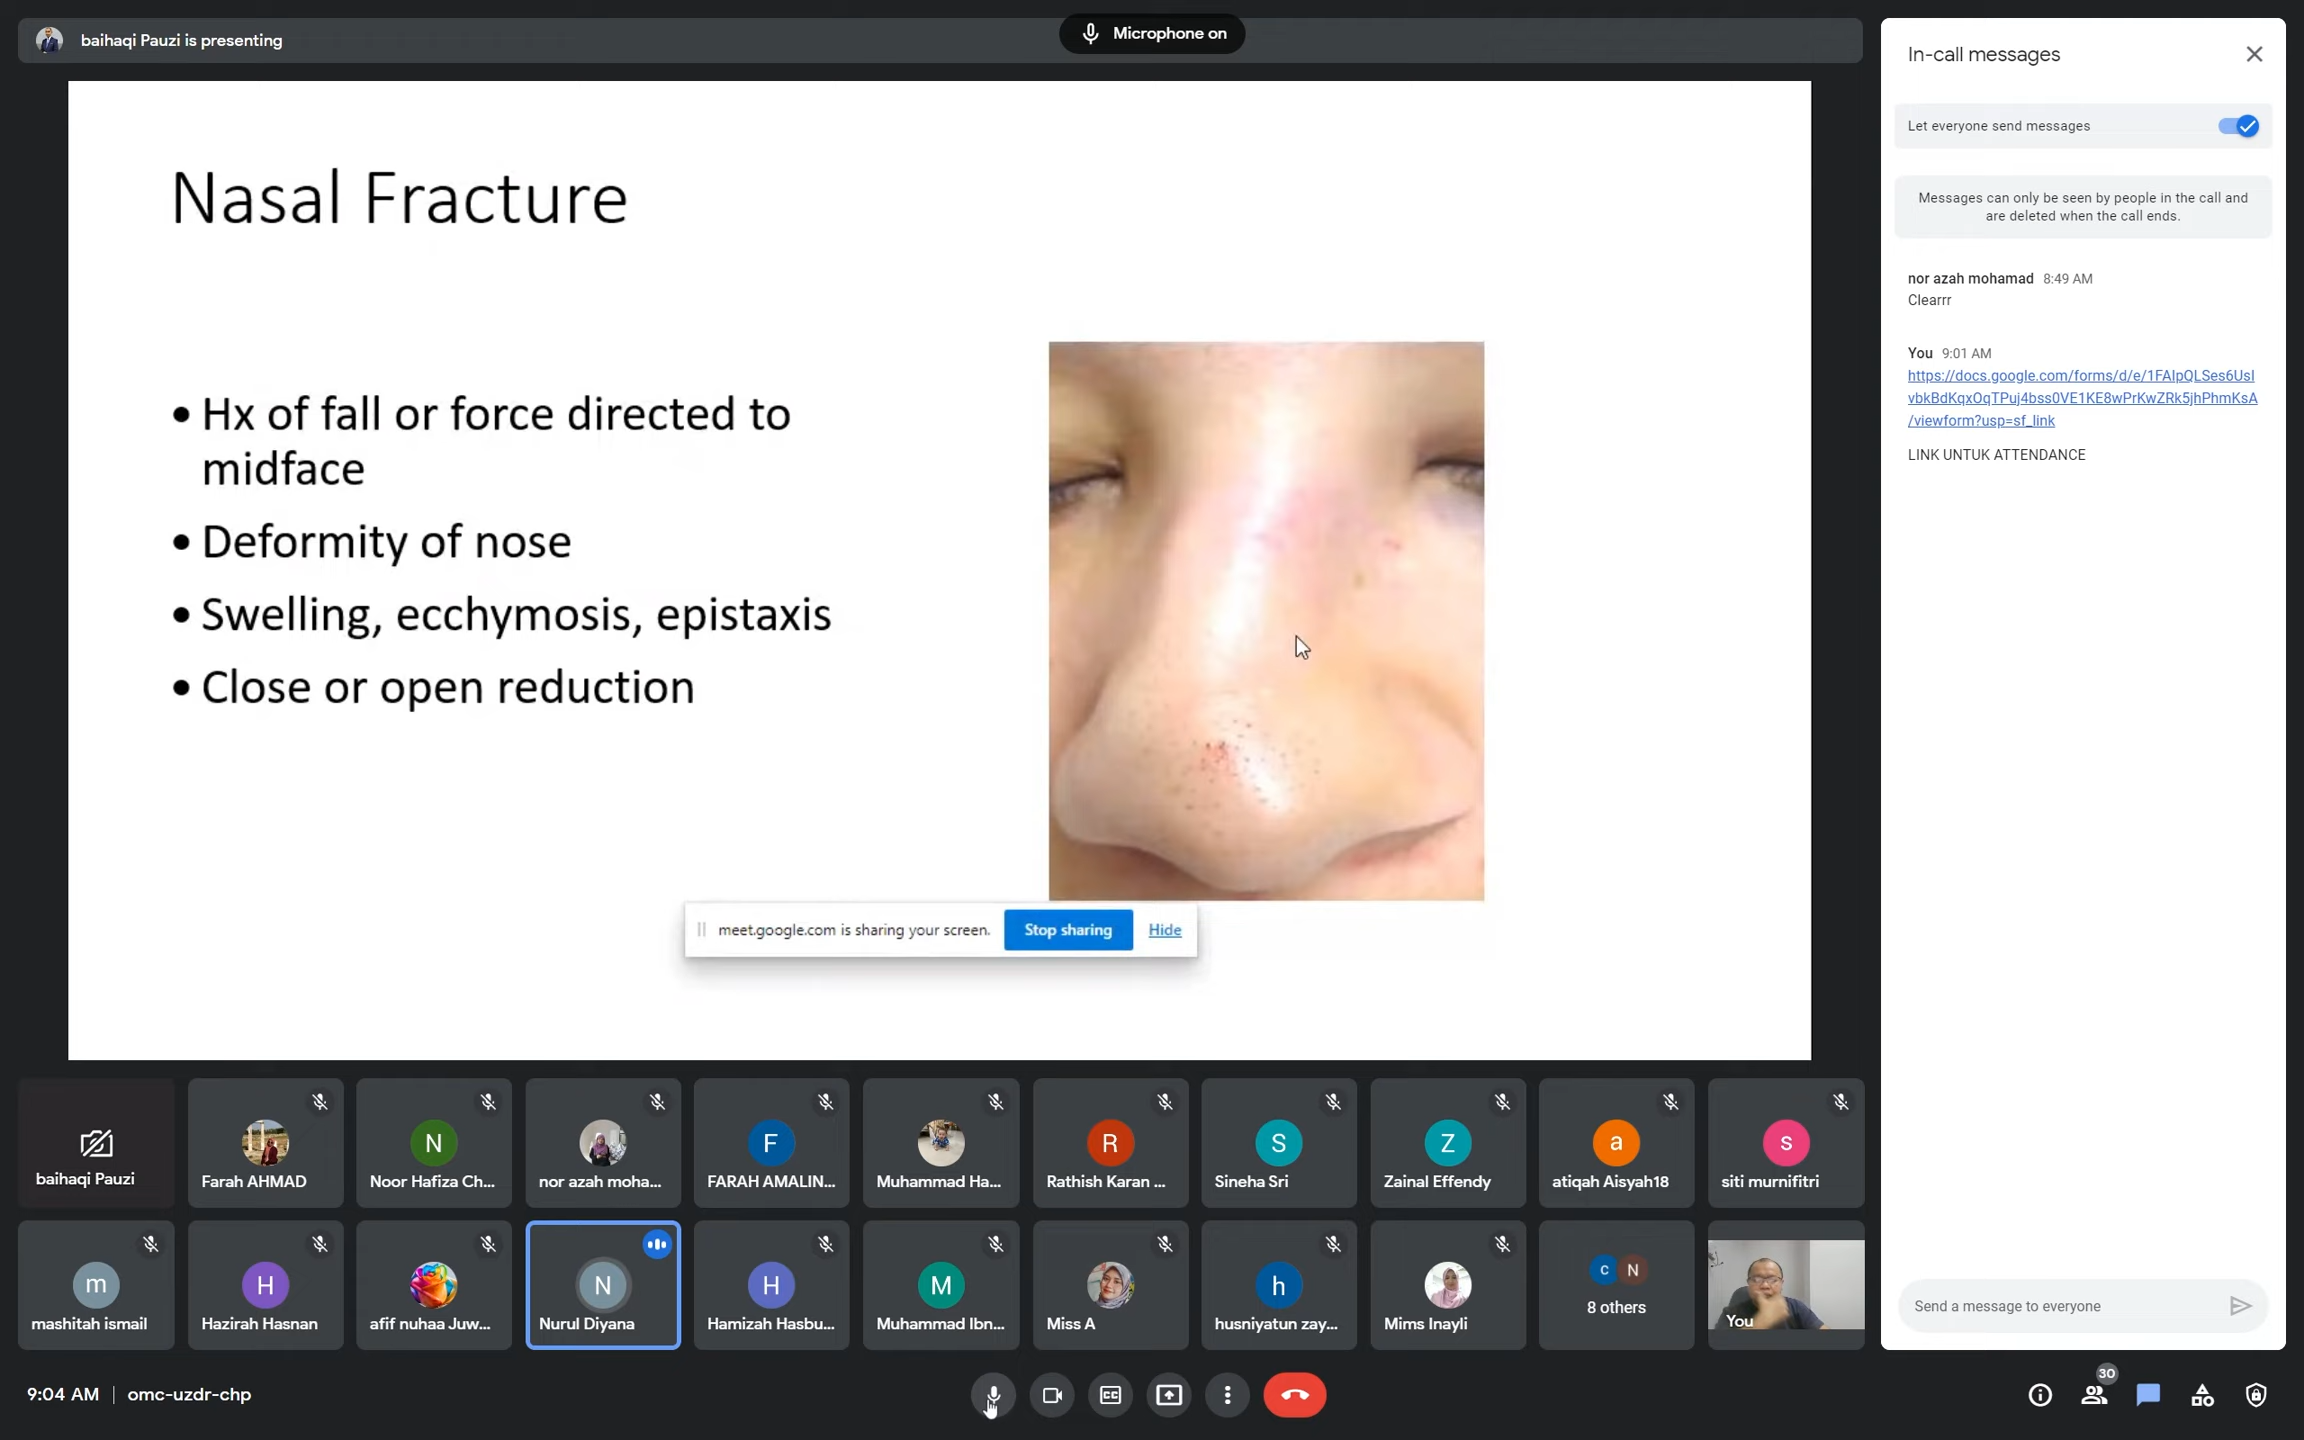 baihaqi Pauzi is presenting
Microphone on
Nasal Fracture
• Hx of fall or force directed to
midface
• Deformity of nose
• Swelling, ecchymosis, epistaxis
• Close or open reduction
meet.google.com is sharing your screen.
Stop sharing
Hide
In-call messages
Let everyone send messages
Messages can only be seen by people in the call and
are deleted when the call ends.
nor azah mohamad 8:49 AM
Clearrr
You 9:01 AM
https://docs.google.com/forms/d/e/1FAIpQLSes6UsI
vbkBdKqxOqTPuj4bss0VE1KE8wPrKwZRk5jhPhmKsA
/viewform?usp=sf_link
LINK UNTUK ATTENDANCE
Send a message to everyone
baihaqi Pauzi
Farah AHMAD
N
Noor Hafiza Ch...
nor azah moha...
F
FARAH AMALIN...
Muhammad Ha...
R
Rathish Karan ...
S
Sineha Sri
Z
Zainal Effendy
a
atiqah Aisyah18
s
siti murnifitri
m
mashitah ismail
H
Hazirah Hasnan
afif nuhaa Juw...
N
Nurul Diyana
H
Hamizah Hasbu...
M
Muhammad Ibn...
Miss A
h
husniyatun zay...
Mims Inayli
C N
8 others
You
9:04 AM | omc-uzdr-chp
CC
30